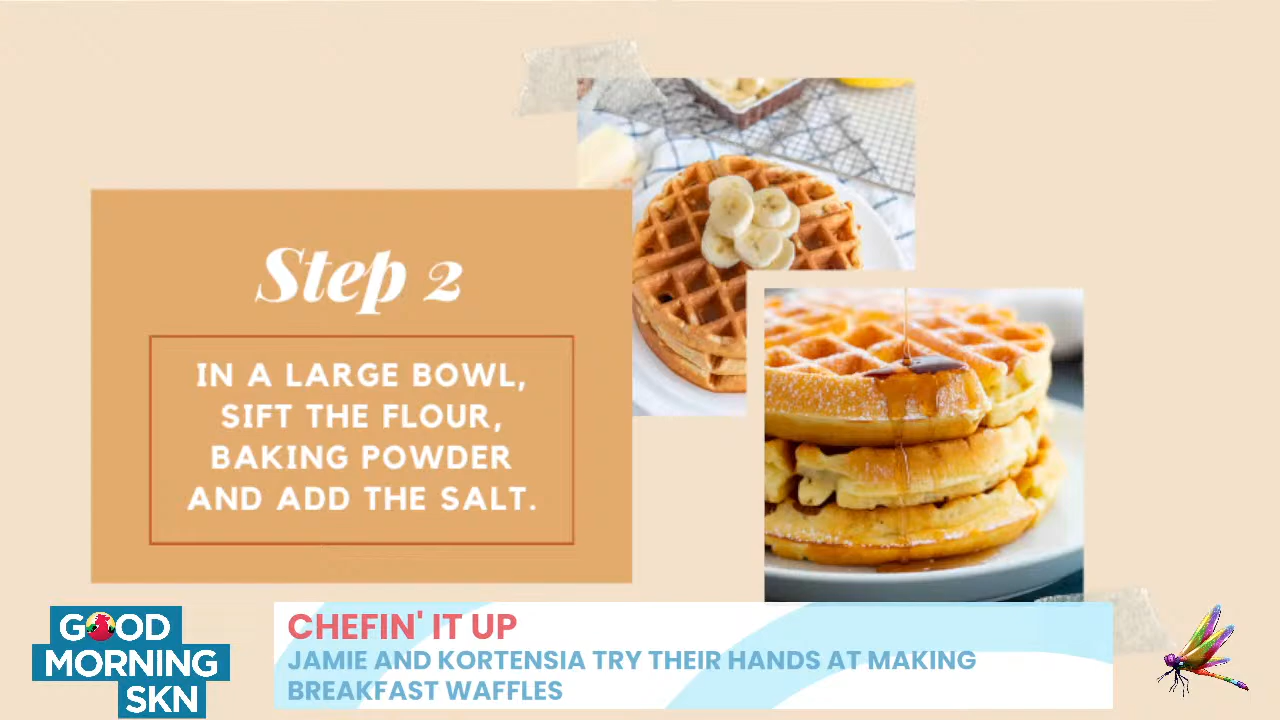 Step 2
IN A LARGE BOWL,
SIFT THE FLOUR,
BAKING POWDER
AND ADD THE SALT.
GOOD
MORNING
SKN
CHEFIN' IT UP
JAMIE AND KORTENSIA TRY THEIR HANDS AT MAKING
BREAKFAST WAFFLES